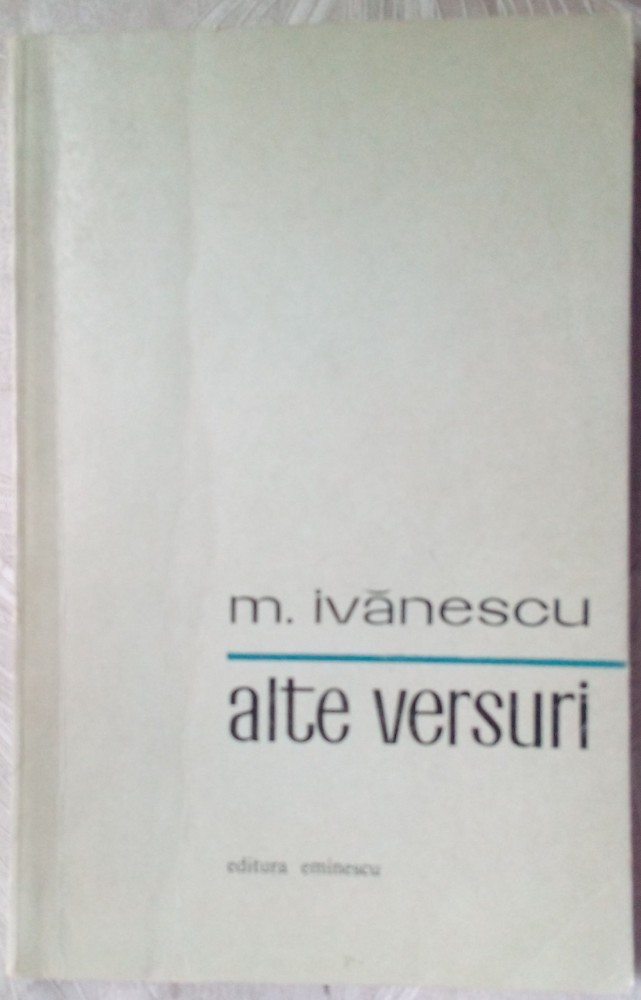 m. ivănescu
alte versuri
editura eminescu